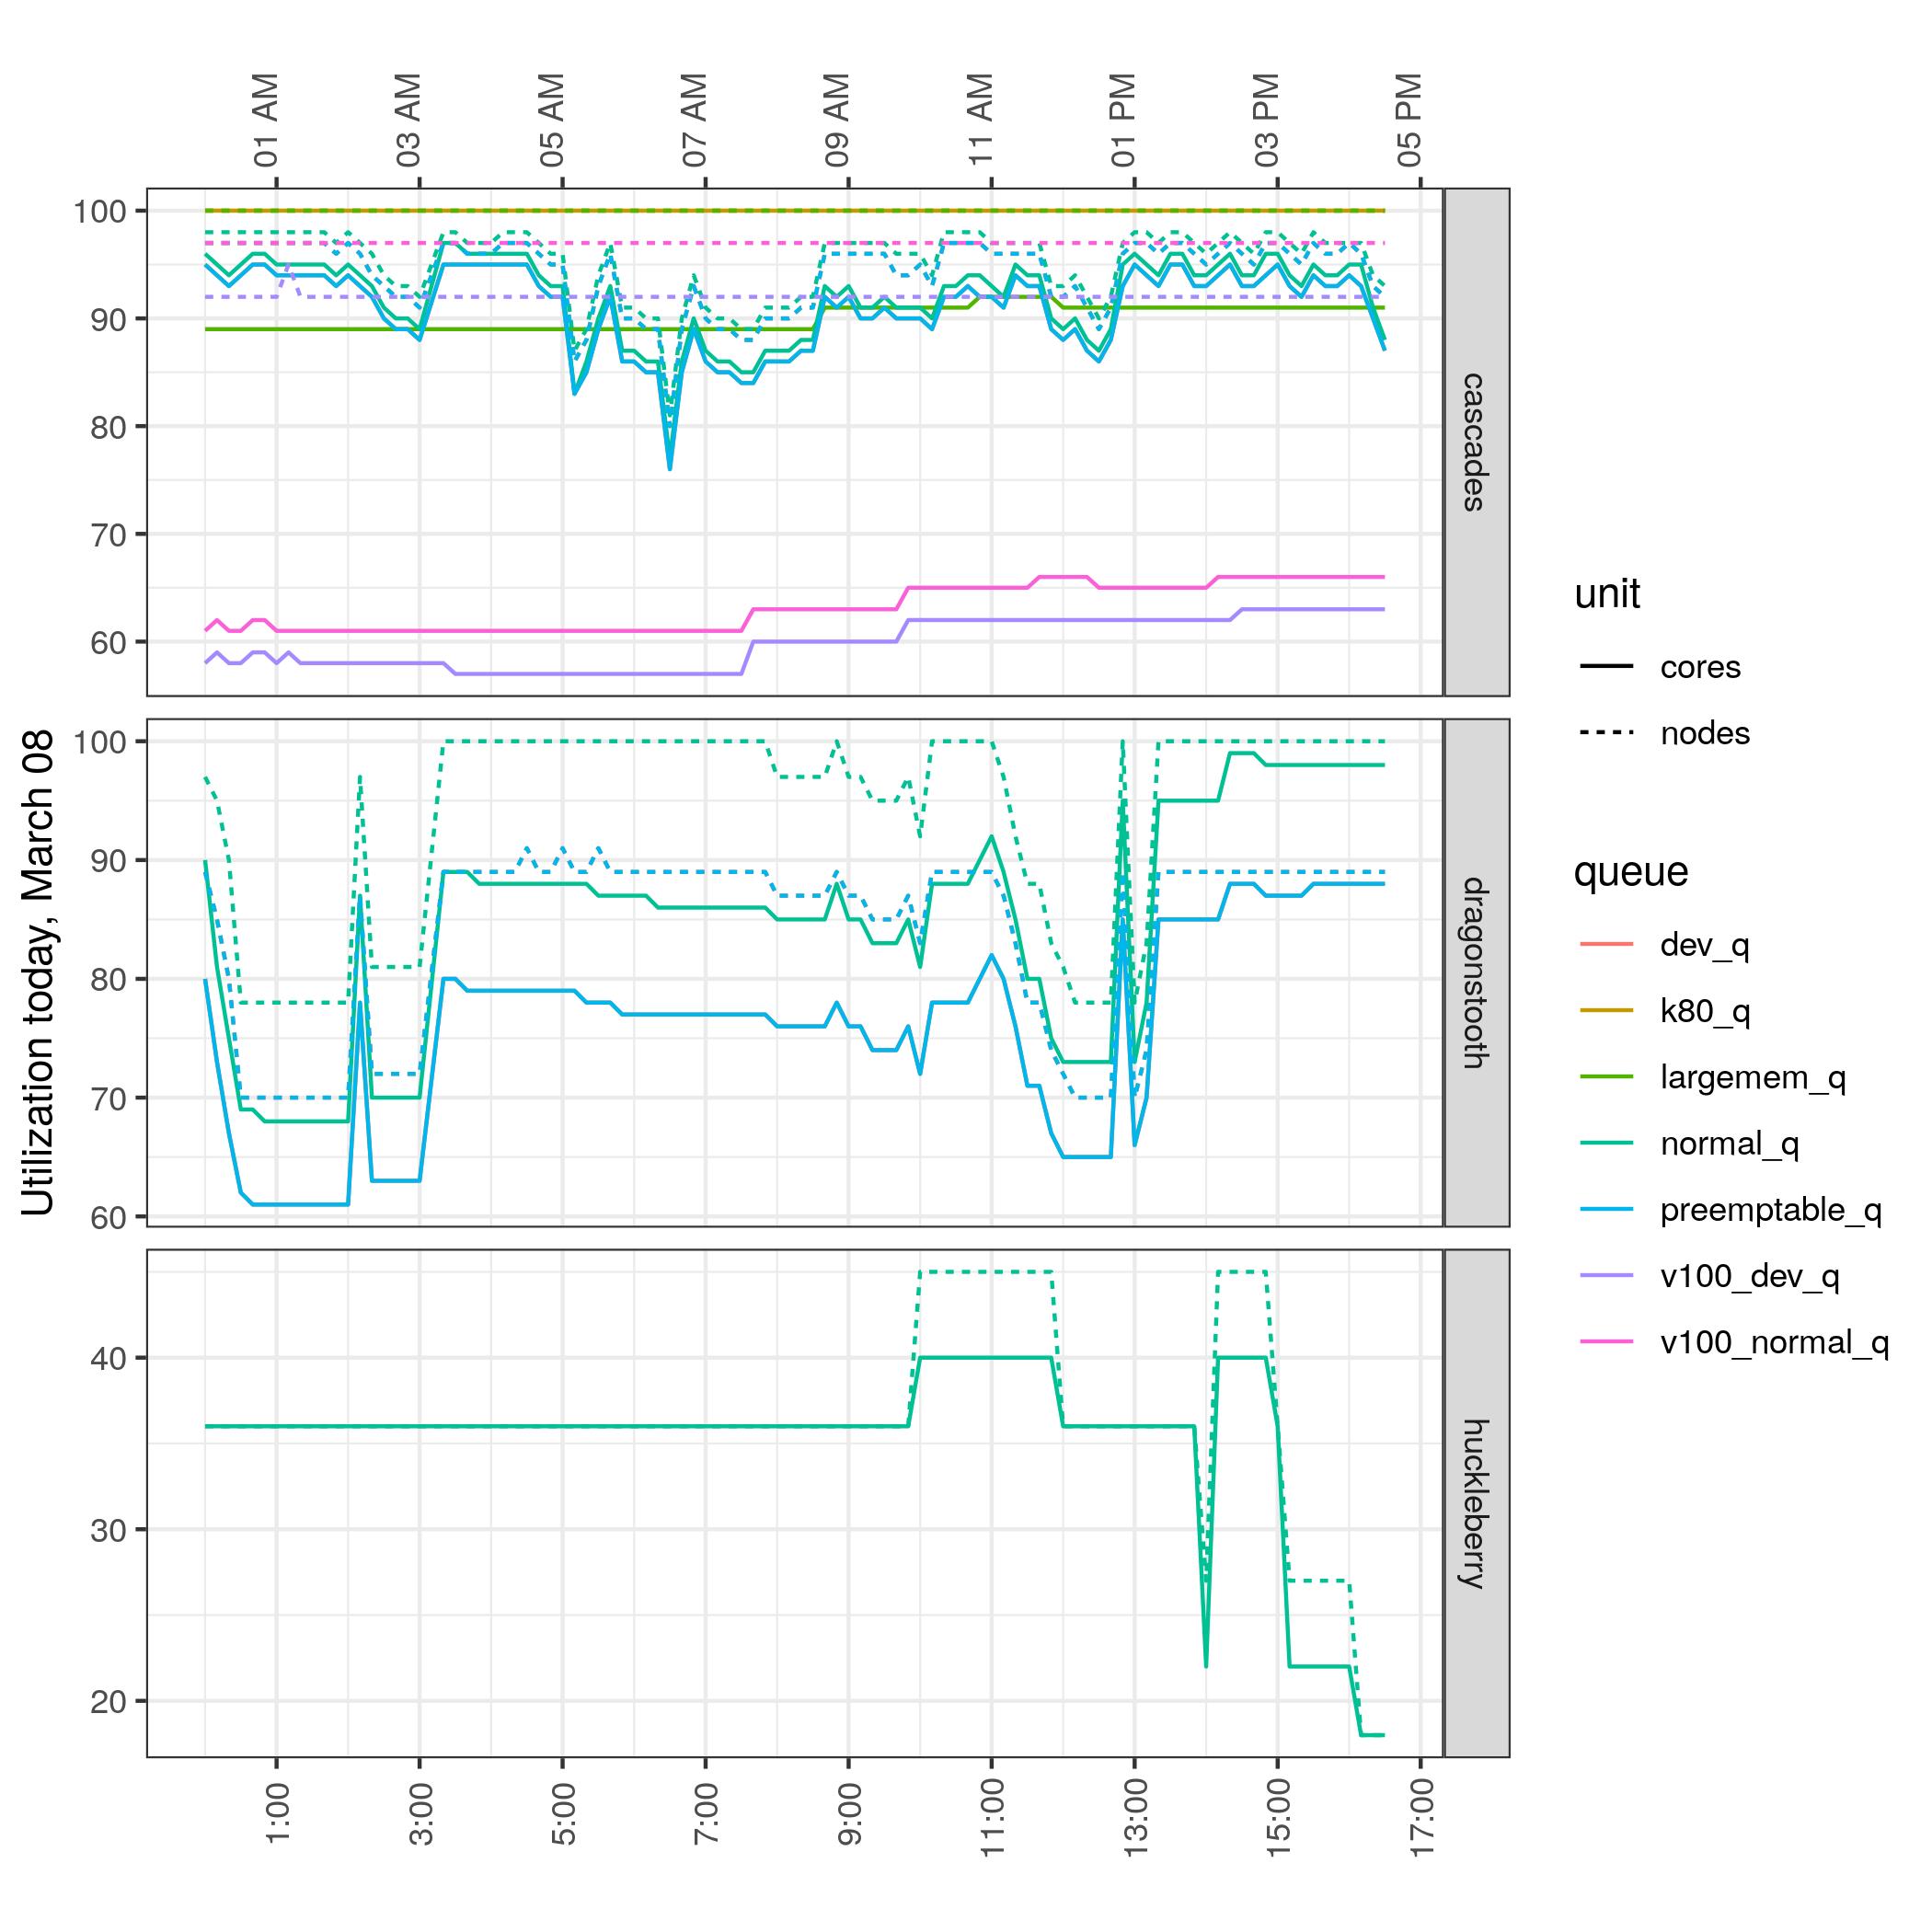 01 AM
03 AM
05 AM
07 AM
09 AM
11 AM
01 PM
03 PM
05 PM
Utilization today, March 08
100
90
80
70
60
cascades
100
90
80
70
60
dragonstooth
40
30
20
huckleberry
1:00
3:00
5:00
7:00
9:00
11:00
13:00
15:00
17:00
unit
cores
nodes
queue
dev_q
k80_q
largemem_q
normal_q
preemptable_q
v100_dev_q
v100_normal_q